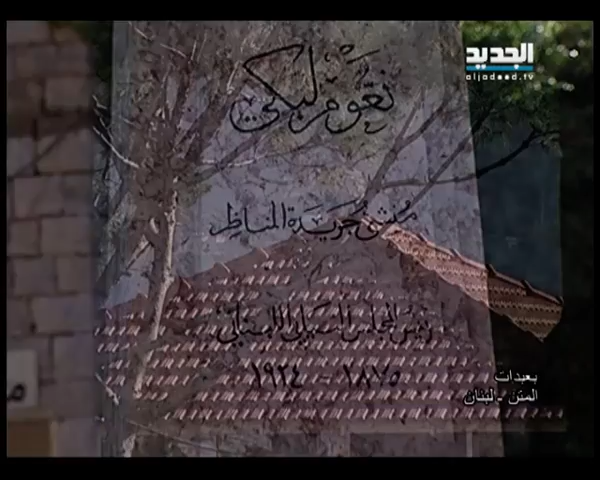 الجديد
aljadeed.tv
نعوم لبكي
منشئ جريدة المناظر
رئيس المجلس النيابي اللبناني
١٨٧٥ - ١٩٢٤
بعبدات
المتن - لبنان